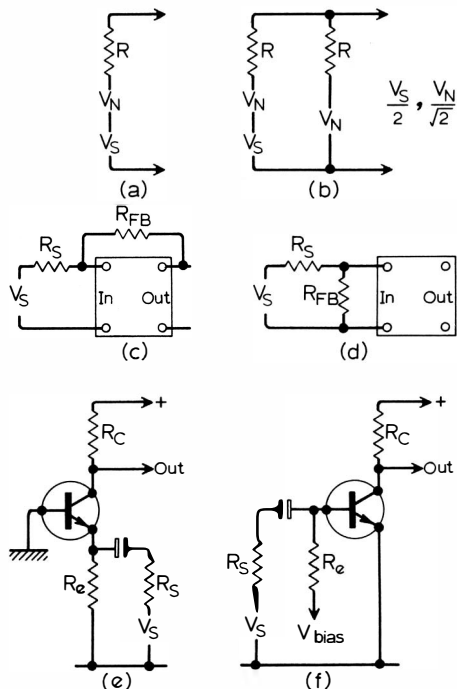 R
V_N
V_S
(a)
R
R
V_N
V_N
V_S
(b)
V_S/2 , V_N/√2
R_FB
R_S
V_S
In
Out
(c)
R_S
R_FB
V_S
In
Out
(d)
+
R_C
Out
R_e
R_S
V_S
(e)
+
R_C
Out
R_S
R_e
V_S
V_bias
(f)